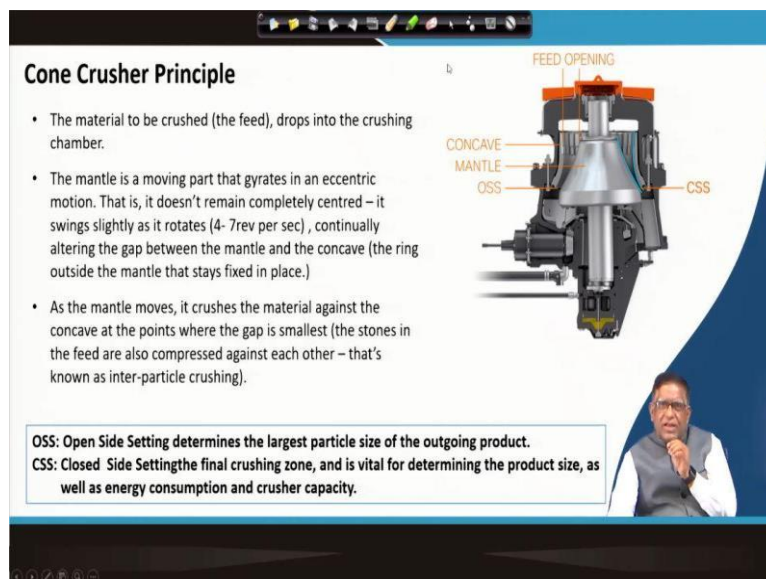 Cone Crusher Principle
• The material to be crushed (the feed), drops into the crushing
chamber.
• The mantle is a moving part that gyrates in an eccentric
motion. That is, it doesn't remain completely centred – it
swings slightly as it rotates (4- 7rev per sec) , continually
altering the gap between the mantle and the concave (the ring
outside the mantle that stays fixed in place.)
• As the mantle moves, it crushes the material against the
concave at the points where the gap is smallest (the stones in
the feed are also compressed against each other – that's
known as inter-particle crushing).
FEED OPENING
CONCAVE
MANTLE
OSS
CSS
OSS: Open Side Setting determines the largest particle size of the outgoing product.
CSS: Closed Side Settingthe final crushing zone, and is vital for determining the product size, as
well as energy consumption and crusher capacity.